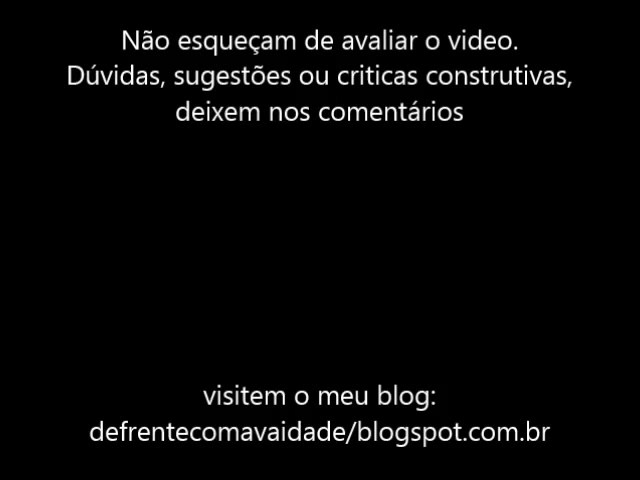 Não esqueçam de avaliar o video.
Dúvidas, sugestões ou criticas construtivas,
deixem nos comentários
visitem o meu blog:
defrentecomavaidade/blogspot.com.br